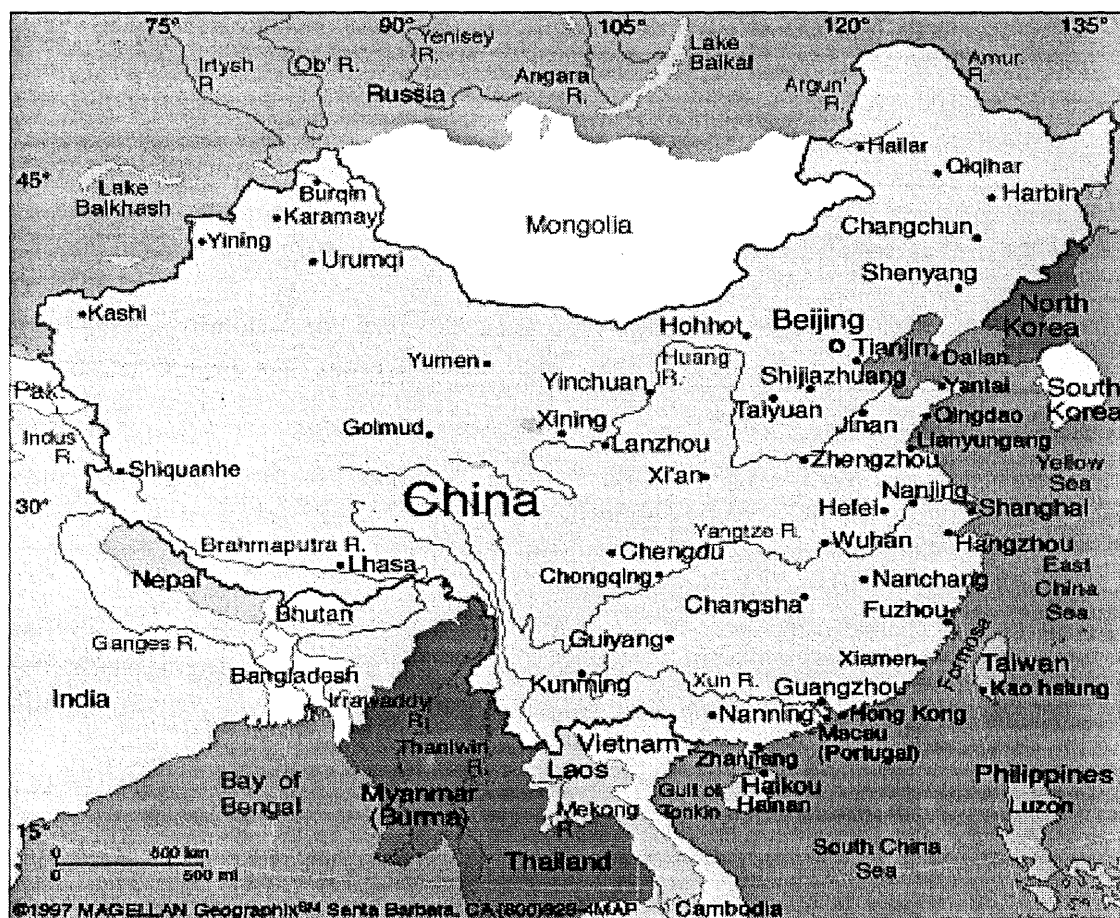 75° 90° 105° 120° 135°
Irtysh
R.
Ob' R.
Yenisey
R.
Russia
Angara
R.
Lake
Baikal
Argun'
R.
Amur
R.
Hailar
Qiqihar
45°
Lake
Balkhash
Burqin
Karamay
Yining
Urumqi
Mongolia
Harbin
Changchun
Shenyang
Kashi
North
Korea
Hohhot
Beijing
Tianjin
Dalian
Yumen
Huang
R.
Yinchuan
Shijiazhuang
Yantai
South
Korea
Pak.
Taiyuan
Jinan
Qingdao
Golmud
Xining
Lanzhou
Lianyungang
Indus
R.
Shiquanhe
Zhengzhou
Yellow
Sea
Xi'an
China
30°
Nanjing
Hefei
Shanghai
Brahmaputra R.
Yangtze R.
Wuhan
Hangzhou
Lhasa
Chengdu
East
China
Sea
Nepal
Chongqing
Nanchang
Bhutan
Changsha
Fuzhou
Ganges R.
Guiyang
Formosa
Xiamen
Taiwan
Bangladesh
Kunming
Xun R.
Guangzhou
Kao hsiung
India
Irrawaddy
R.
Nanning
Hong Kong
Macau
(Portugal)
Vietnam
Thanlwin
R.
Laos
Zhanjiang
Bay of
Bengal
Myanmar
(Burma)
Haikou
Hainan
Gulf of
Tonkin
Philippines
Luzon
Mekong
R.
15°
0 500 km
0 500 mi
Thailand
South China
Sea
©1997 MAGELLAN Geographix℠ Santa Barbara, CA (800)929-4MAP
Cambodia